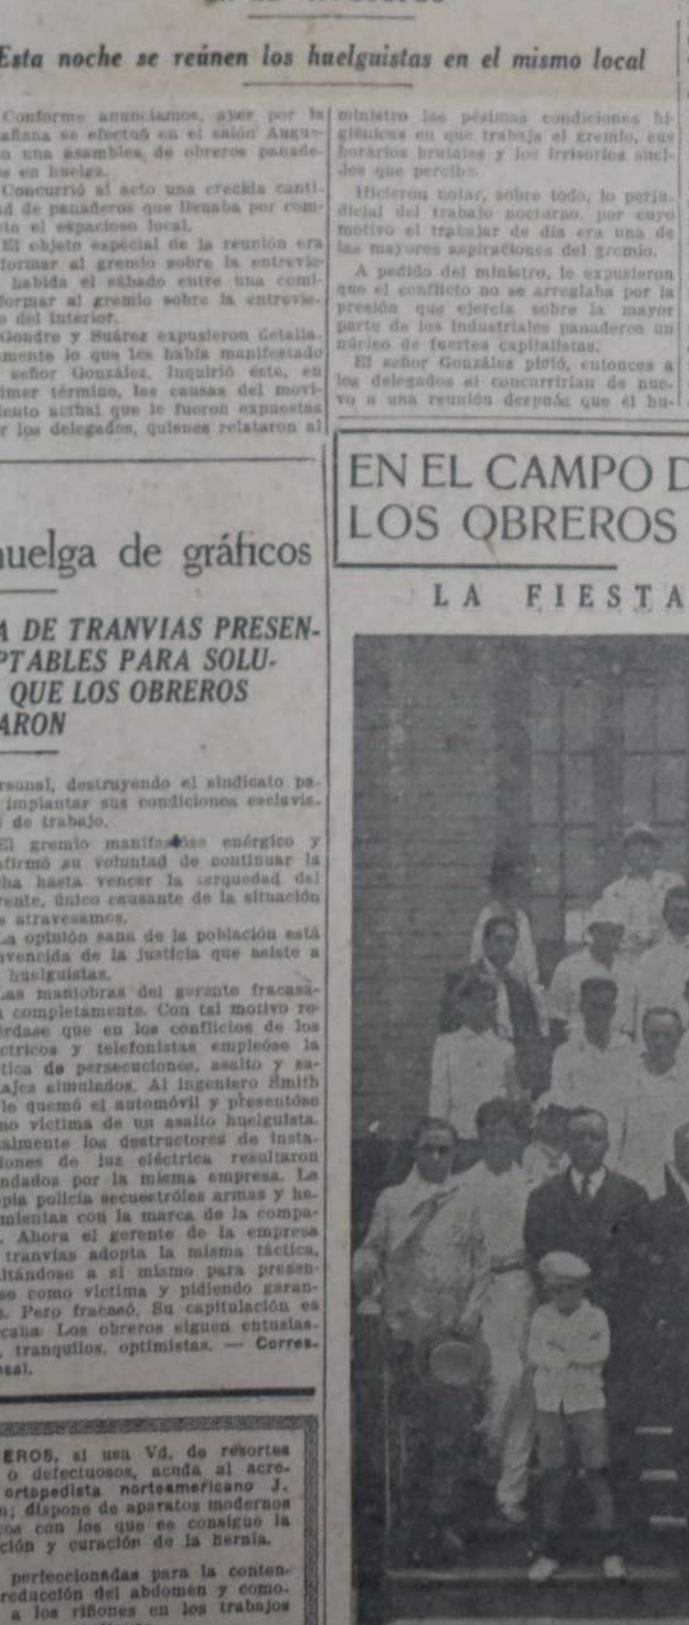 Esta noche se reúnen los huelguistas en el mismo local
Conforme anunciamos, ayer por la
añana se efectuó en el salón Augus-
o una asamblea de obreros panade-
s en huelga.
Concurrió al acto una crecida canti-
d de panaderos que llenaba por com-
to el espacioso local.
El objeto especial de la reunión era
formar al gremio sobre la entrevis-
habida el sábado entre una comi-
formar al gremio sobre la entrevis-
o del interior.
Gondre y Suárez expusieron detalla-
mente lo que les había manifestado
señor González. Inquirió éste, en
imer término, las causas del movi-
ento actual que le fueron expuestas
r los delegados, quienes relataron al
ministro las pésimas condiciones hi-
giénicas en que trabaja el gremio, sus
horarios brutales y los irrisorios suel-
dos que percibe.
Hicieron notar, sobre todo, lo perju-
dicial del trabajo nocturno, por cuyo
motivo el trabajar de día era una de
las mayores aspiraciones del gremio.
A pedido del ministro, le expusieron
que el conflicto no se arreglaba por la
presión que ejercía sobre la mayor
parte de los industriales panaderos un
núcleo de fuertes capitalistas.
El señor González pidió, entonces a
los delegados si concurrirían de nue-
vo a una reunión después que él hu-
huelga de gráficos
A DE TRANVIAS PRESEN-
PTABLES PARA SOLU-
QUE LOS OBREROS
ARON
rsonal, destruyendo el sindicato pa-
implantar sus condiciones esclavis-
de trabajo.
El gremio manifestóse enérgico y
afirmó su voluntad de continuar la
cha hasta vencer la terquedad del
rente, único causante de la situación
atravesamos.
La opinión sana de la población está
nvencida de la justicia que asiste a
huelguistas.
Las maniobras del gerente fracasa-
completamente. Con tal motivo re-
érdase que en los conflictos de los
ctricos y telefonistas empleóse la
tica de persecuciones, asalto y sa-
tajes simulados. Al ingeniero Smith
le quemó el automóvil y presentóse
mo víctima de un asalto huelguista.
ualmente los destructores de insta-
iones de luz eléctrica resultaron
ndados por la misma empresa. La
opia policía secuestróles armas y he-
mientas con la marca de la compa-
. Ahora el gerente de la empresa
tranvías adopta la misma táctica,
ltándose a sí mismo para presen-
se como víctima y pidiendo garan-
s. Pero fracasó. Su capitulación es
cana. Los obreros siguen entusias-
, tranquilos, optimistas. — Corres-
nsal.
EN EL CAMPO D
LOS OBREROS
LA FIESTA
EROS, si usa Vd. de resortes
o defectuosos, acuda al acre-
ortopedista norteamericano J.
n; dispone de aparatos modernos
cos con los que se consigue la
ción y curación de la hernia.
perfeccionadas para la conten-
reducción del abdomen y como-
a los riñones en los trabajos